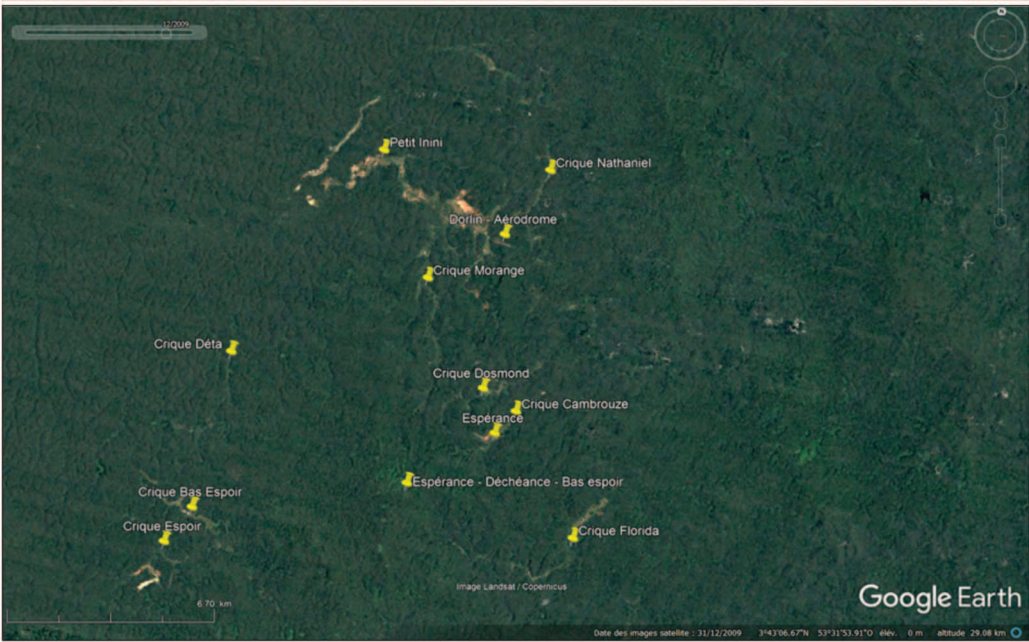 12/2009
N
Petit Inini
Crique Nathaniel
Dorlin - Aérodrome
Crique Morange
Crique Déta
Crique Dosmond
Crique Cambrouze
Espérance
Espérance - Déchéance - Bas espoir
Crique Bas Espoir
Crique Espoir
Crique Florida
Image Landsat / Copernicus
6.70 km
Google Earth
Date des images satellite : 31/12/2009 3°43'06.67"N 53°31'53.91"O élév. 0 m altitude 29.08 km